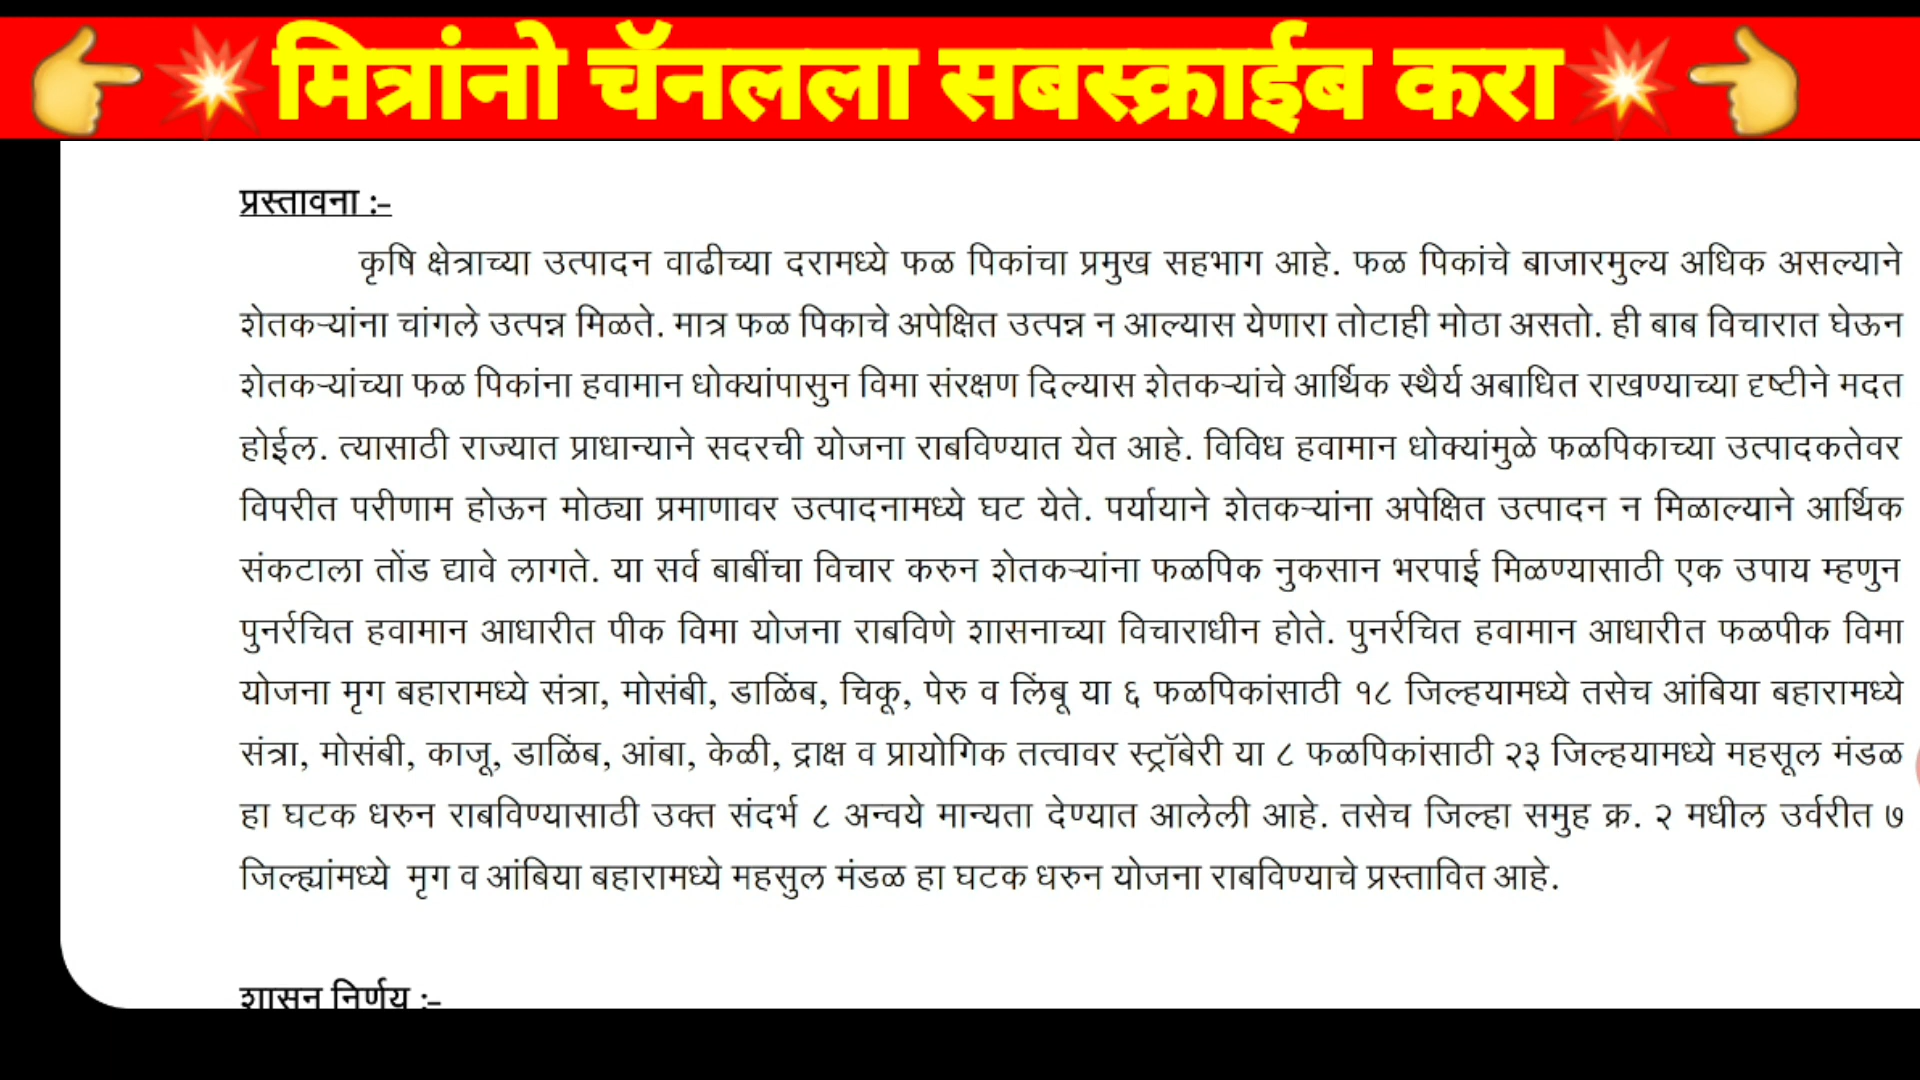 मित्रांनो चॅनलला सबस्क्राईब करा
प्रस्तावना :-
कृषि क्षेत्राच्या उत्पादन वाढीच्या दरामध्ये फळ पिकांचा प्रमुख सहभाग आहे. फळ पिकांचे बाजारमुल्य अधिक असल्याने
शेतकऱ्यांना चांगले उत्पन्न मिळते. मात्र फळ पिकाचे अपेक्षित उत्पन्न न आल्यास येणारा तोटाही मोठा असतो. ही बाब विचारात घेऊन
शेतकऱ्यांच्या फळ पिकांना हवामान धोक्यांपासुन विमा संरक्षण दिल्यास शेतकऱ्यांचे आर्थिक स्थैर्य अबाधित राखण्याच्या दृष्टीने मदत
होईल. त्यासाठी राज्यात प्राधान्याने सदरची योजना राबविण्यात येत आहे. विविध हवामान धोक्यांमुळे फळपिकाच्या उत्पादकतेवर
विपरीत परीणाम होऊन मोठ्या प्रमाणावर उत्पादनामध्ये घट येते. पर्यायाने शेतकऱ्यांना अपेक्षित उत्पादन न मिळाल्याने आर्थिक
संकटाला तोंड द्यावे लागते. या सर्व बाबींचा विचार करुन शेतकऱ्यांना फळपिक नुकसान भरपाई मिळण्यासाठी एक उपाय म्हणुन
पुनर्रचित हवामान आधारीत पीक विमा योजना राबविणे शासनाच्या विचाराधीन होते. पुनर्रचित हवामान आधारीत फळपीक विमा
योजना मृग बहारामध्ये संत्रा, मोसंबी, डाळिंब, चिकू, पेरु व लिंबू या ६ फळपिकांसाठी १८ जिल्हयामध्ये तसेच आंबिया बहारामध्ये
संत्रा, मोसंबी, काजू, डाळिंब, आंबा, केळी, द्राक्ष व प्रायोगिक तत्वावर स्ट्रॉबेरी या ८ फळपिकांसाठी २३ जिल्हयामध्ये महसूल मंडळ
हा घटक धरुन राबविण्यासाठी उक्त संदर्भ ८ अन्वये मान्यता देण्यात आलेली आहे. तसेच जिल्हा समुह क्र. २ मधील उर्वरीत ७
जिल्ह्यांमध्ये मृग व आंबिया बहारामध्ये महसुल मंडळ हा घटक धरुन योजना राबविण्याचे प्रस्तावित आहे.
शासन निर्णय :-